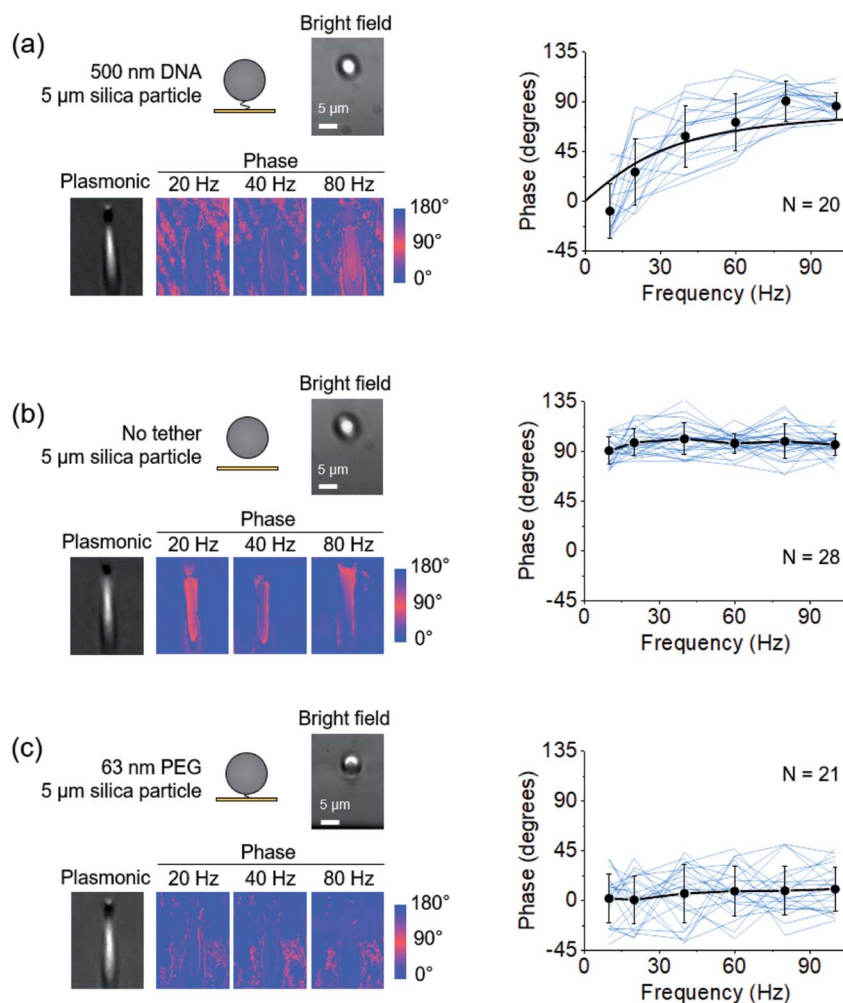 (a)
500 nm DNA
5 µm silica particle
Bright field
5 µm
Phase
Plasmonic
20 Hz 40 Hz 80 Hz
180°
90°
0°
Phase (degrees)
135
90
45
0
-45
N = 20
0 30 60 90
Frequency (Hz)
(b)
No tether
5 µm silica particle
Bright field
5 µm
Phase
Plasmonic
20 Hz 40 Hz 80 Hz
180°
90°
0°
Phase (degrees)
135
90
45
0
-45
N = 28
0 30 60 90
Frequency (Hz)
(c)
63 nm PEG
5 µm silica particle
Bright field
5 µm
Phase
Plasmonic
20 Hz 40 Hz 80 Hz
180°
90°
0°
Phase (degrees)
135
90
45
0
-45
N = 21
0 30 60 90
Frequency (Hz)